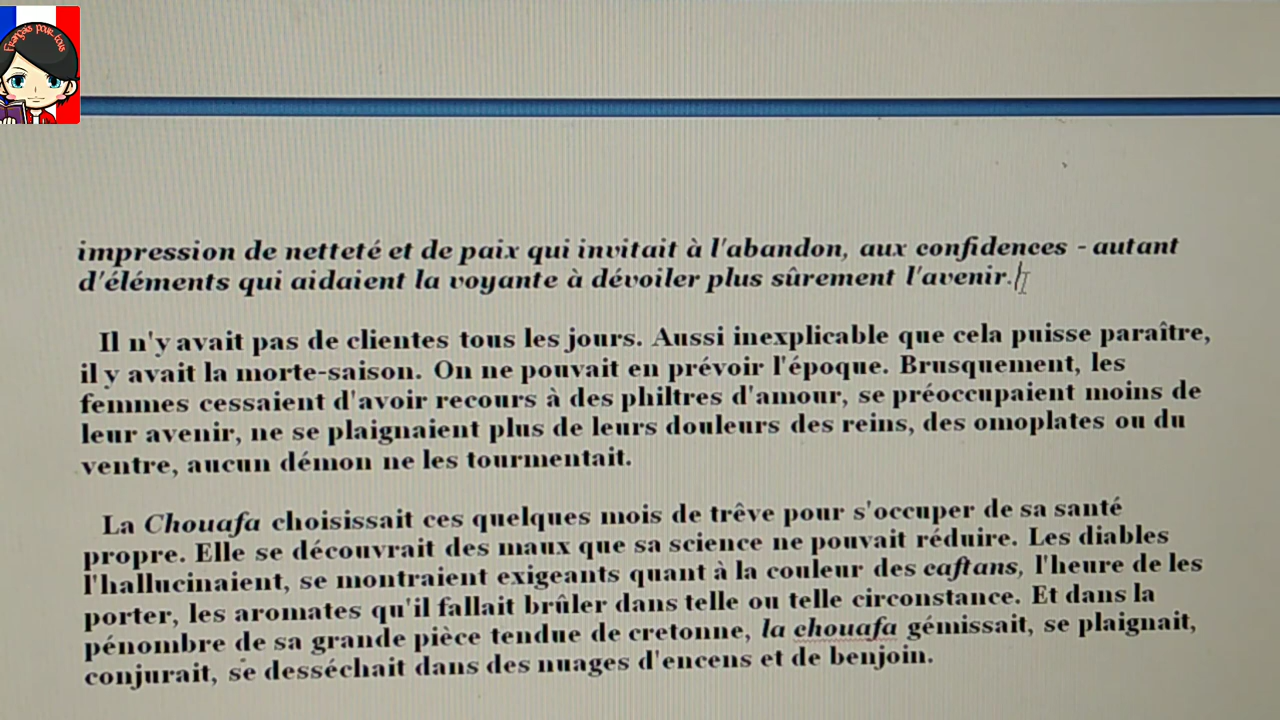 Français pour tous
impression de netteté et de paix qui invitait à l'abandon, aux confidences - autant
d'éléments qui aidaient la voyante à dévoiler plus sûrement l'avenir.
Il n'y avait pas de clientes tous les jours. Aussi inexplicable que cela puisse paraître,
il y avait la morte-saison. On ne pouvait en prévoir l'époque. Brusquement, les
femmes cessaient d'avoir recours à des philtres d'amour, se préoccupaient moins de
leur avenir, ne se plaignaient plus de leurs douleurs des reins, des omoplates ou du
ventre, aucun démon ne les tourmentait.
La Chouafa choisissait ces quelques mois de trêve pour s'occuper de sa santé
propre. Elle se découvrait des maux que sa science ne pouvait réduire. Les diables
l'hallucinaient, se montraient exigeants quant à la couleur des caftans, l'heure de les
porter, les aromates qu'il fallait brûler dans telle ou telle circonstance. Et dans la
pénombre de sa grande pièce tendue de cretonne, la chouafa gémissait, se plaignait,
conjurait, se desséchait dans des nuages d'encens et de benjoin.